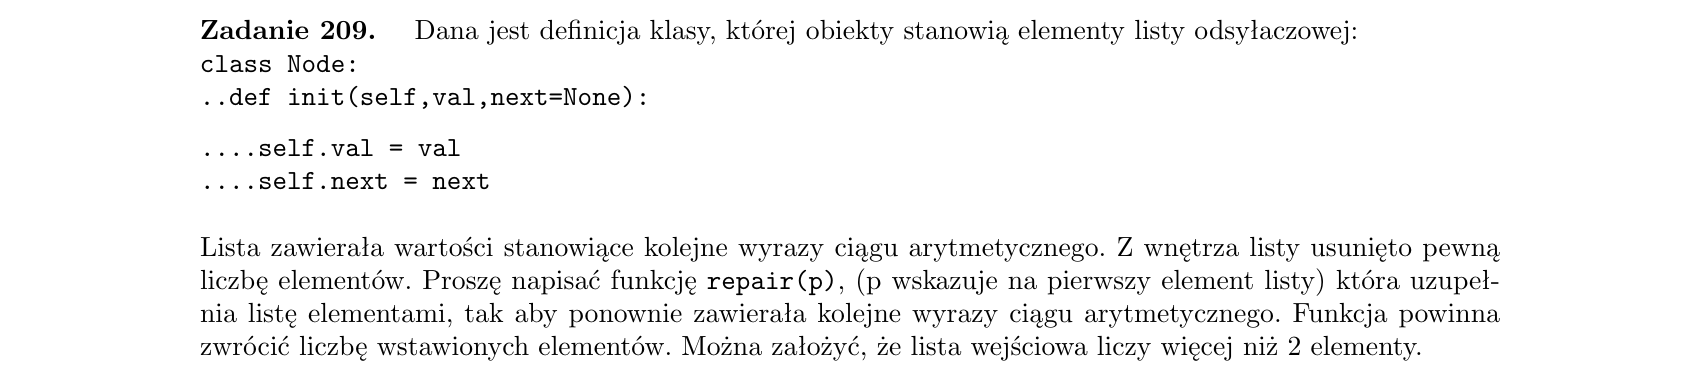 Zadanie 209. Dana jest definicja klasy, której obiekty stanowią elementy listy odsyłaczowej:
class Node:
..def init(self,val,next=None):
....self.val = val
....self.next = next
Lista zawierała wartości stanowiące kolejne wyrazy ciągu arytmetycznego. Z wnętrza listy usunięto pewną
liczbę elementów. Proszę napisać funkcję repair(p), (p wskazuje na pierwszy element listy) która uzupeł-
nia listę elementami, tak aby ponownie zawierała kolejne wyrazy ciągu arytmetycznego. Funkcja powinna
zwrócić liczbę wstawionych elementów. Można założyć, że lista wejściowa liczy więcej niż 2 elementy.